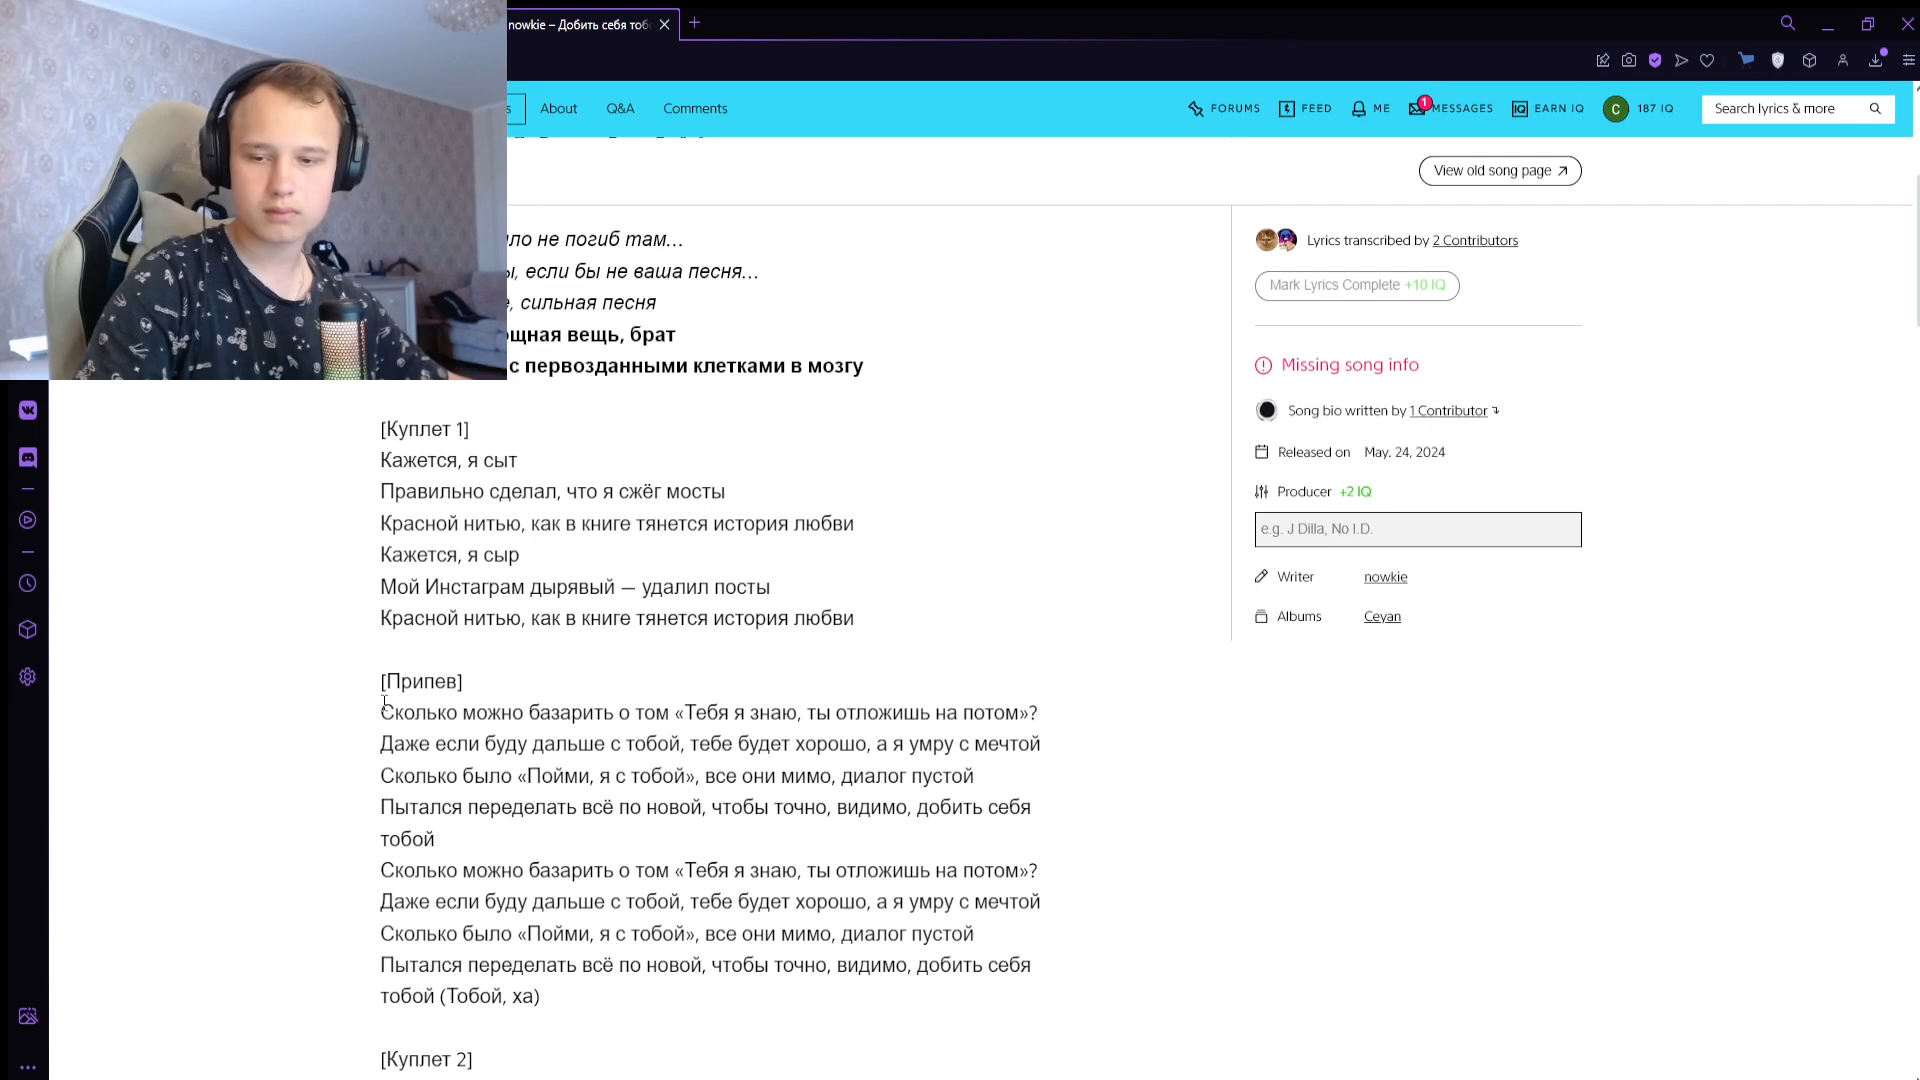 nowkie – Добить себя тоб
About
Q&A
Comments
FORUMS
FEED
ME
1
MESSAGES
EARN IQ
C
187 IQ
Search lyrics & more
View old song page
ло не погиб там...
ы, если бы не ваша песня...
е, сильная песня
щная вещь, брат
с первозданными клетками в мозгу
[Куплет 1]
Кажется, я сыт
Правильно сделал, что я сжёг мосты
Красной нитью, как в книге тянется история любви
Кажется, я сыр
Мой Инстаграм дырявый — удалил посты
Красной нитью, как в книге тянется история любви
[Припев]
Сколько можно базарить о том «Тебя я знаю, ты отложишь на потом»?
Даже если буду дальше с тобой, тебе будет хорошо, а я умру с мечтой
Сколько было «Пойми, я с тобой», все они мимо, диалог пустой
Пытался переделать всё по новой, чтобы точно, видимо, добить себя
тобой
Сколько можно базарить о том «Тебя я знаю, ты отложишь на потом»?
Даже если буду дальше с тобой, тебе будет хорошо, а я умру с мечтой
Сколько было «Пойми, я с тобой», все они мимо, диалог пустой
Пытался переделать всё по новой, чтобы точно, видимо, добить себя
тобой (Тобой, ха)
[Куплет 2]
Lyrics transcribed by 2 Contributors
Mark Lyrics Complete +10 IQ
Missing song info
Song bio written by 1 Contributor
Released on May. 24, 2024
Producer +2 IQ
e.g. J Dilla, No I.D.
Writer nowkie
Albums Ceyan